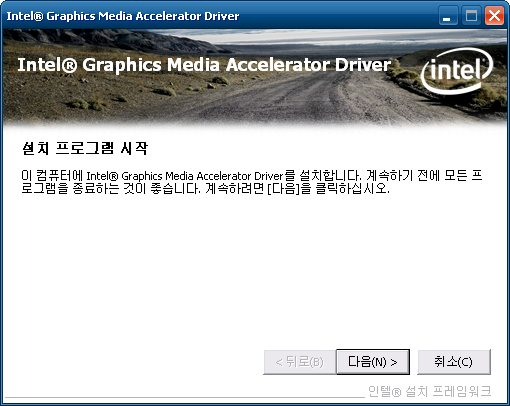 Intel® Graphics Media Accelerator Driver
Intel® Graphics Media Accelerator Driver
intel®
설치 프로그램 시작
이 컴퓨터에 Intel® Graphics Media Accelerator Driver를 설치합니다. 계속하기 전에 모든 프
로그램을 종료하는 것이 좋습니다. 계속하려면 [다음]을 클릭하십시오.
< 뒤로(B) 다음(N) > 취소(C)
인텔® 설치 프레임워크